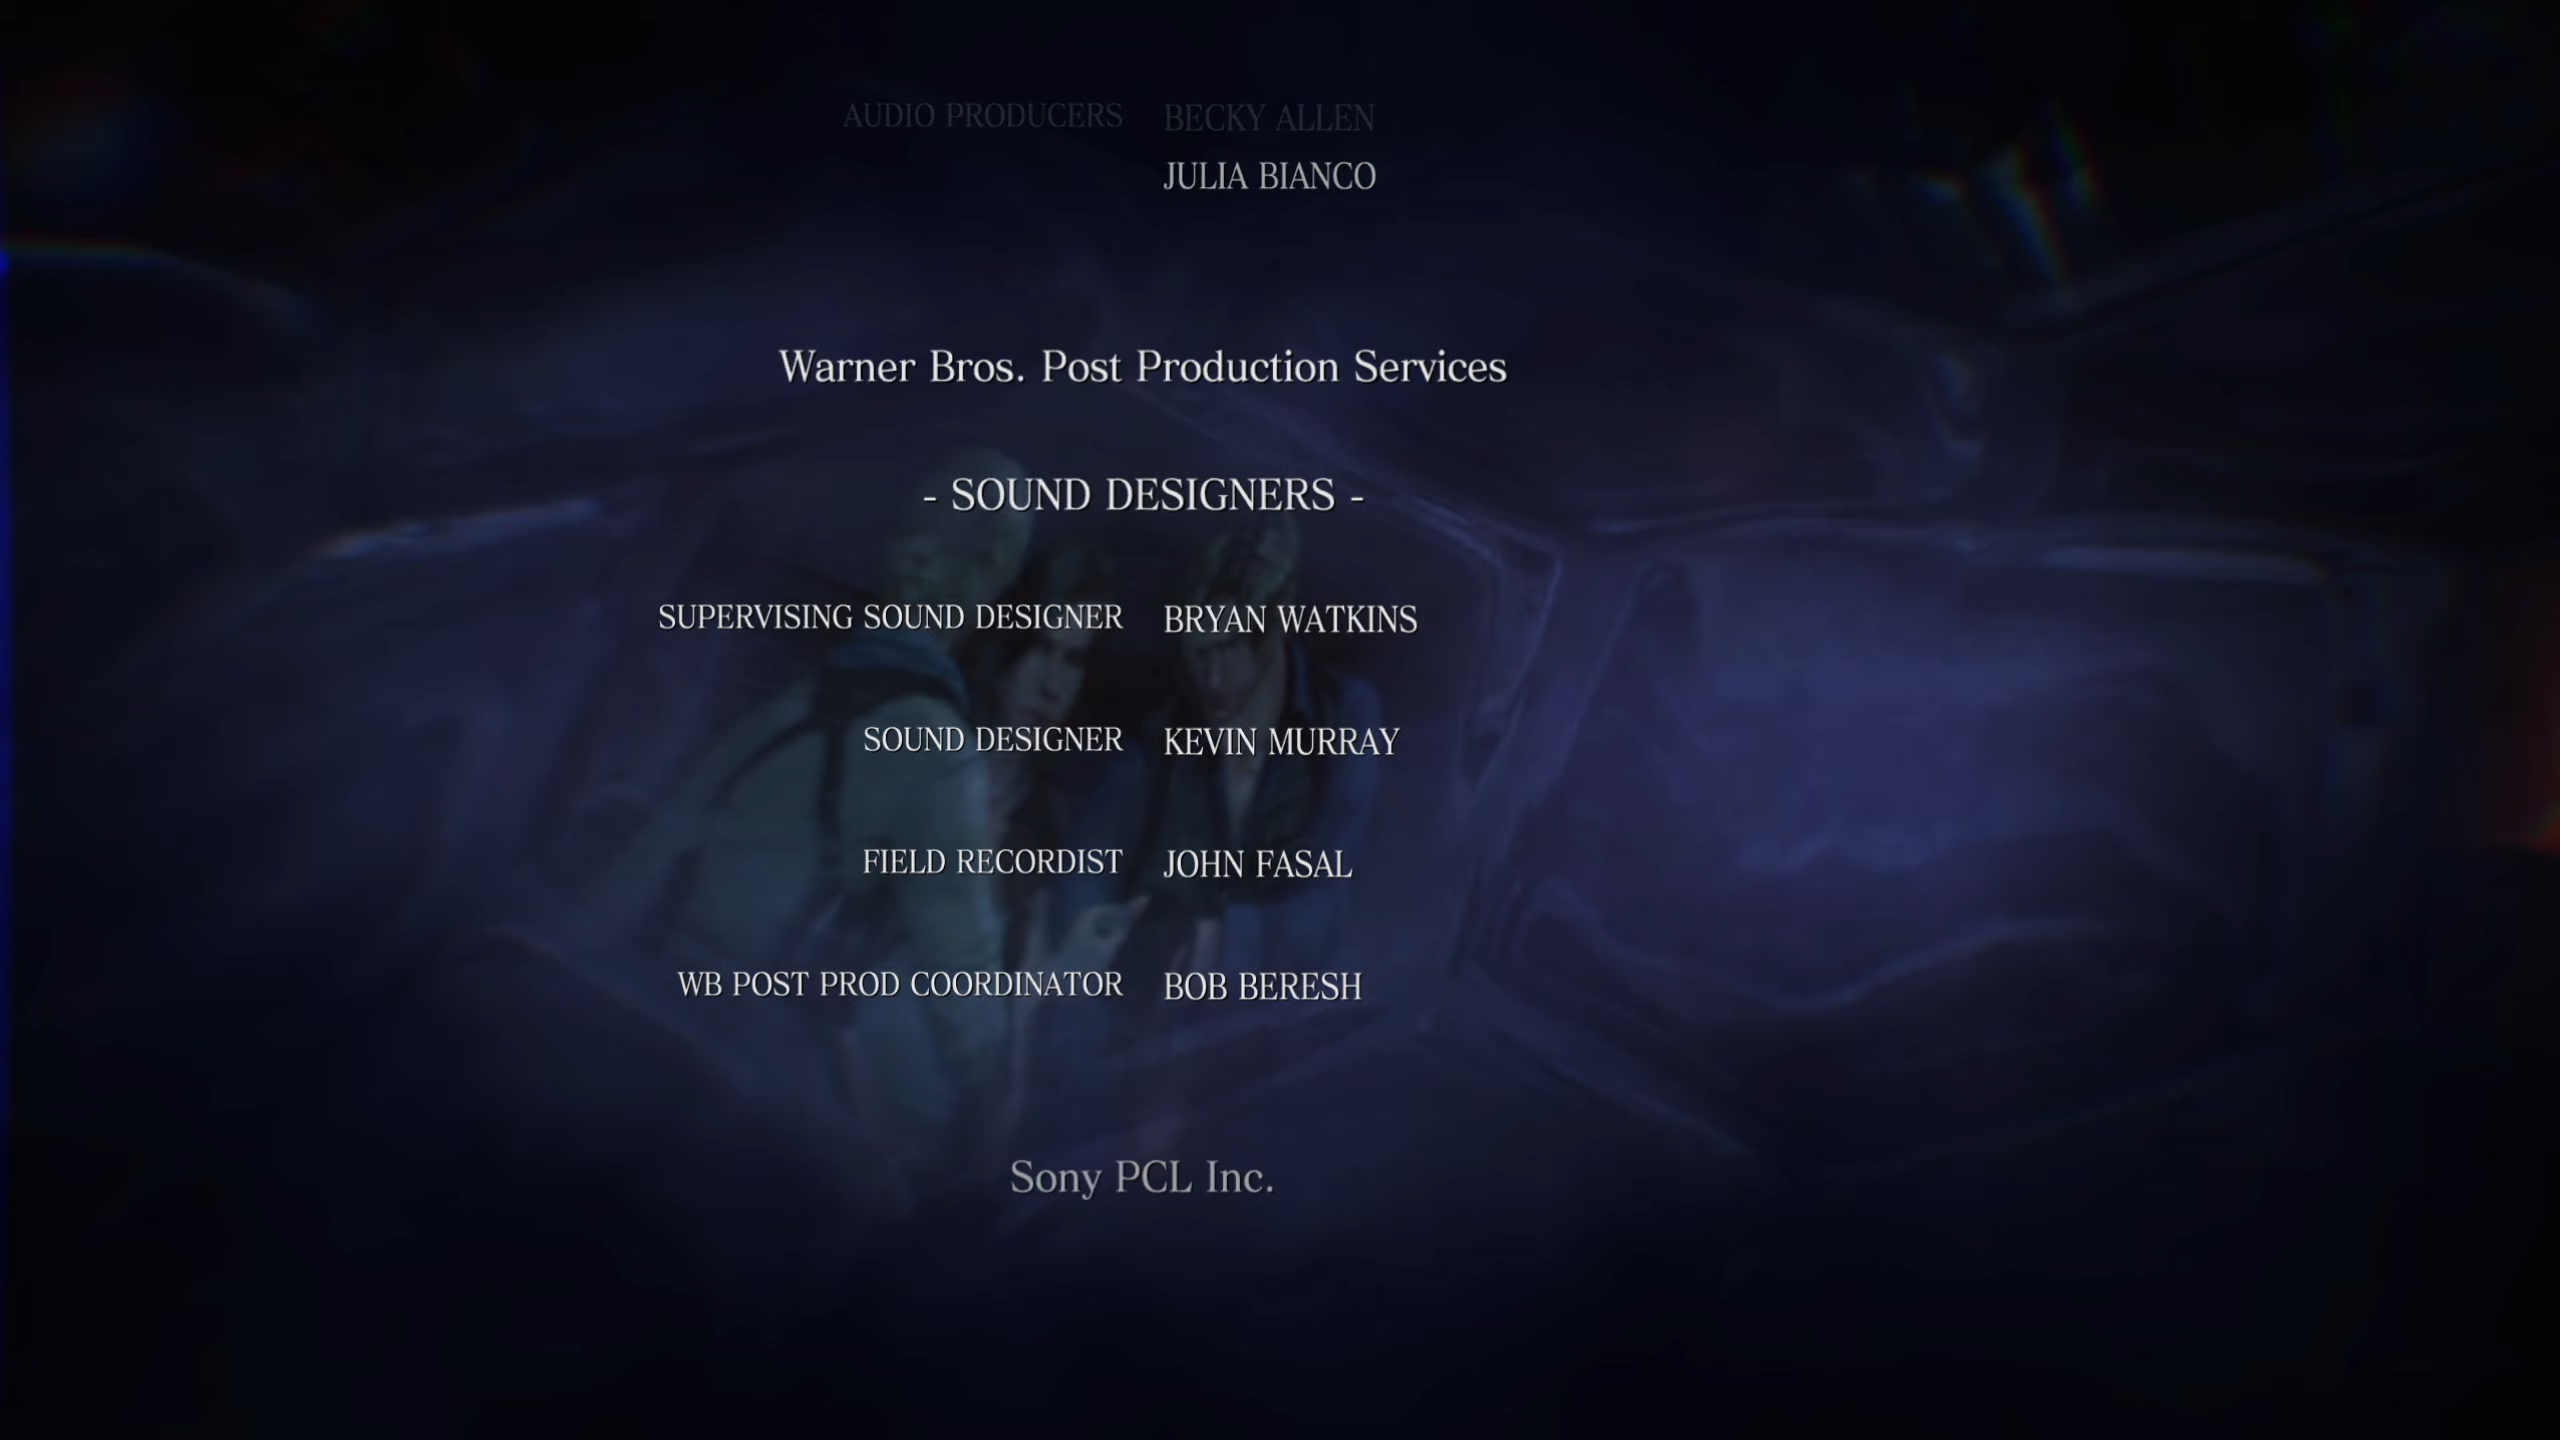 AUDIO PRODUCERS BECKY ALLEN
JULIA BIANCO
Warner Bros. Post Production Services
- SOUND DESIGNERS -
SUPERVISING SOUND DESIGNER BRYAN WATKINS
SOUND DESIGNER KEVIN MURRAY
FIELD RECORDIST JOHN FASAL
WB POST PROD COORDINATOR BOB BERESH
Sony PCL Inc.